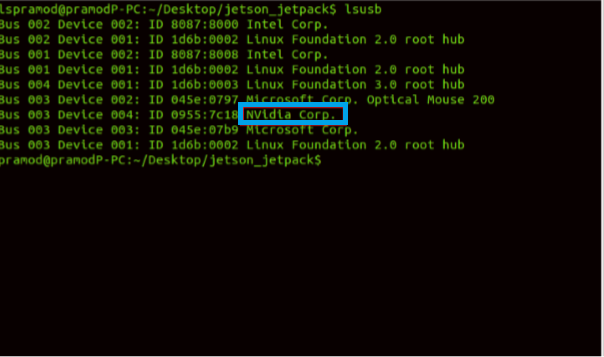 lspramod@pramodP-PC:~/Desktop/jetson_jetpack$ lsusb
Bus 002 Device 002: ID 8087:8000 Intel Corp.
Bus 002 Device 001: ID 1d6b:0002 Linux Foundation 2.0 root hub
Bus 001 Device 002: ID 8087:8008 Intel Corp.
Bus 001 Device 001: ID 1d6b:0002 Linux Foundation 2.0 root hub
Bus 004 Device 001: ID 1d6b:0003 Linux Foundation 3.0 root hub
Bus 003 Device 002: ID 045e:0797 Microsoft Corp. Optical Mouse 200
Bus 003 Device 004: ID 0955:7c18 NVidia Corp.
Bus 003 Device 003: ID 045e:07b9 Microsoft Corp.
Bus 003 Device 001: ID 1d6b:0002 Linux Foundation 2.0 root hub
pramod@pramodP-PC:~/Desktop/jetson_jetpack$